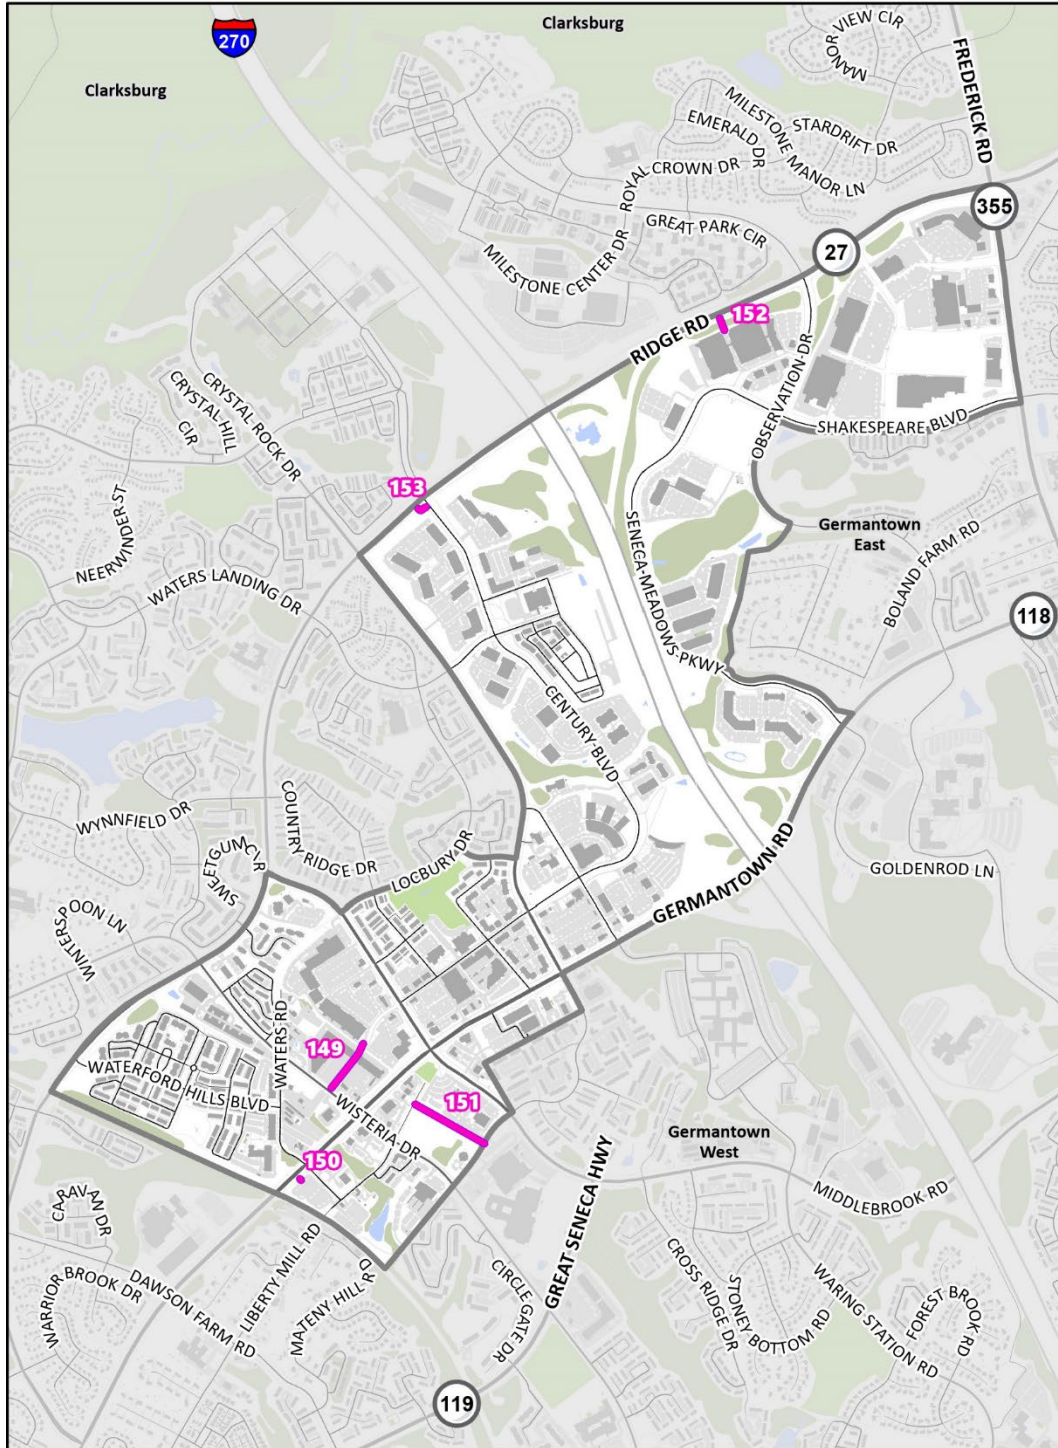 Clarksburg
270
Clarksburg
MANOR VIEW CIR
FREDERICK RD
MILESTONE MANOR LN
EMERALD DR
STARDRIFT DR
ROYAL CROWN DR
GREAT PARK CIR
MILESTONE CENTER DR
355
27
RIDGE RD
152
OBSERVATION DR
SHAKESPEARE BLVD
CRYSTAL ROCK DR
CRYSTAL HILL CIR
153
NEERWINDER ST
SENECA MEADOWS PKWY
Germantown
East
BOLAND FARM RD
WATERS LANDING DR
118
CENTURY BLVD
WYNNFIELD DR
COUNTRY RIDGE DR
LOCBURY DR
SWEETGUM CIR
GOLDENROD LN
GERMANTOWN RD
WINTERSPOON LN
WATERS RD
149
WATERFORD HILLS BLVD
WISTERIA DR
151
Germantown
West
150
GREAT SENECA HWY
MIDDLEBROOK RD
CARAVAN DR
LIBERTY MILL RD
WARRIOR BROOK DR
DAWSON FARM RD
MATENY HILL RD
CIRCLE GATE DR
CROSS RIDGE DR
STONEY BOTTOM RD
WARING STATION RD
FOREST BROOK RD
119